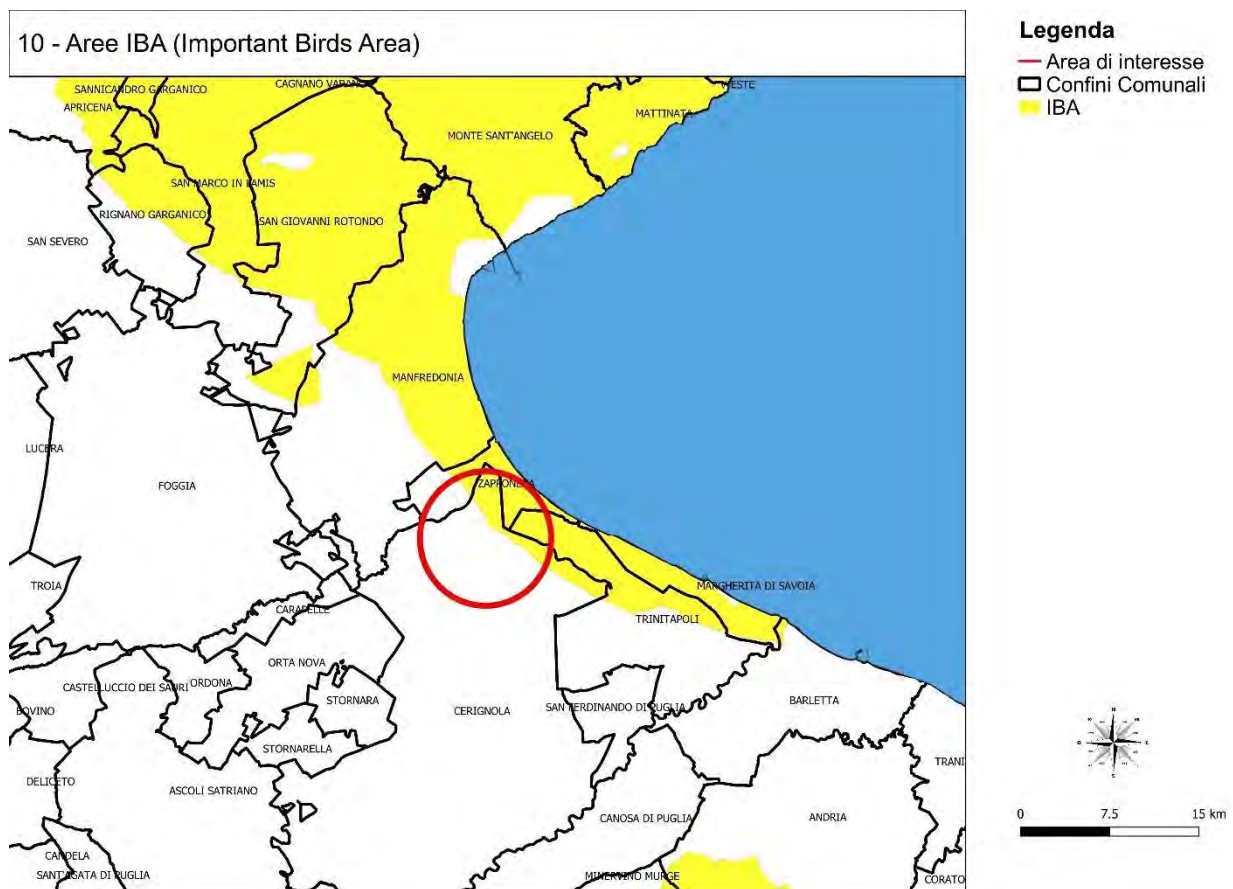 10 - Aree IBA (Important Birds Area)
Legenda
Area di interesse
Confini Comunali
IBA
SANNICANDRO GARGANICO
CAGNANO VARANO
APRICENA
MATTINATA
MONTE SANT'ANGELO
SAN MARCO IN LAMIS
RIGNANO GARGANICO
SAN GIOVANNI ROTONDO
SAN SEVERO
MANFREDONIA
LUCERA
FOGGIA
ZAPPONETA
TROIA
MARGHERITA DI SAVOIA
CARAPELLE
TRINITAPOLI
ORTA NOVA
CASTELLUCCIO DEI SAURI
ORDONA
STORNARA
BOVINO
CERIGNOLA
SAN FERDINANDO DI PUGLIA
BARLETTA
STORNARELLA
TRANI
DELICETO
ASCOLI SATRIANO
CANOSA DI PUGLIA
ANDRIA
CANDELA
SANT'AGATA DI PUGLIA
MINERVINO MURGE
CORATO
0 7.5 15 km